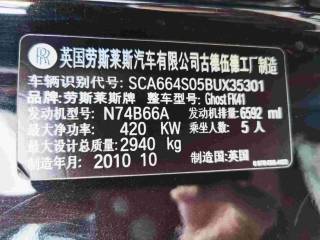 英国劳斯莱斯汽车有限公司古德伍德工厂制造
车辆识别代号: SCA664S05BUX35301
品牌: 劳斯莱斯牌 整车型号: Ghost FK41
发动机型号: N74B66A 发动机排量: 6592 ml
最大净功率: 420 KW 乘坐人数: 5 人
最大设计总质量: 2940 kg
制造年月: 2010 10 制造国: 英国